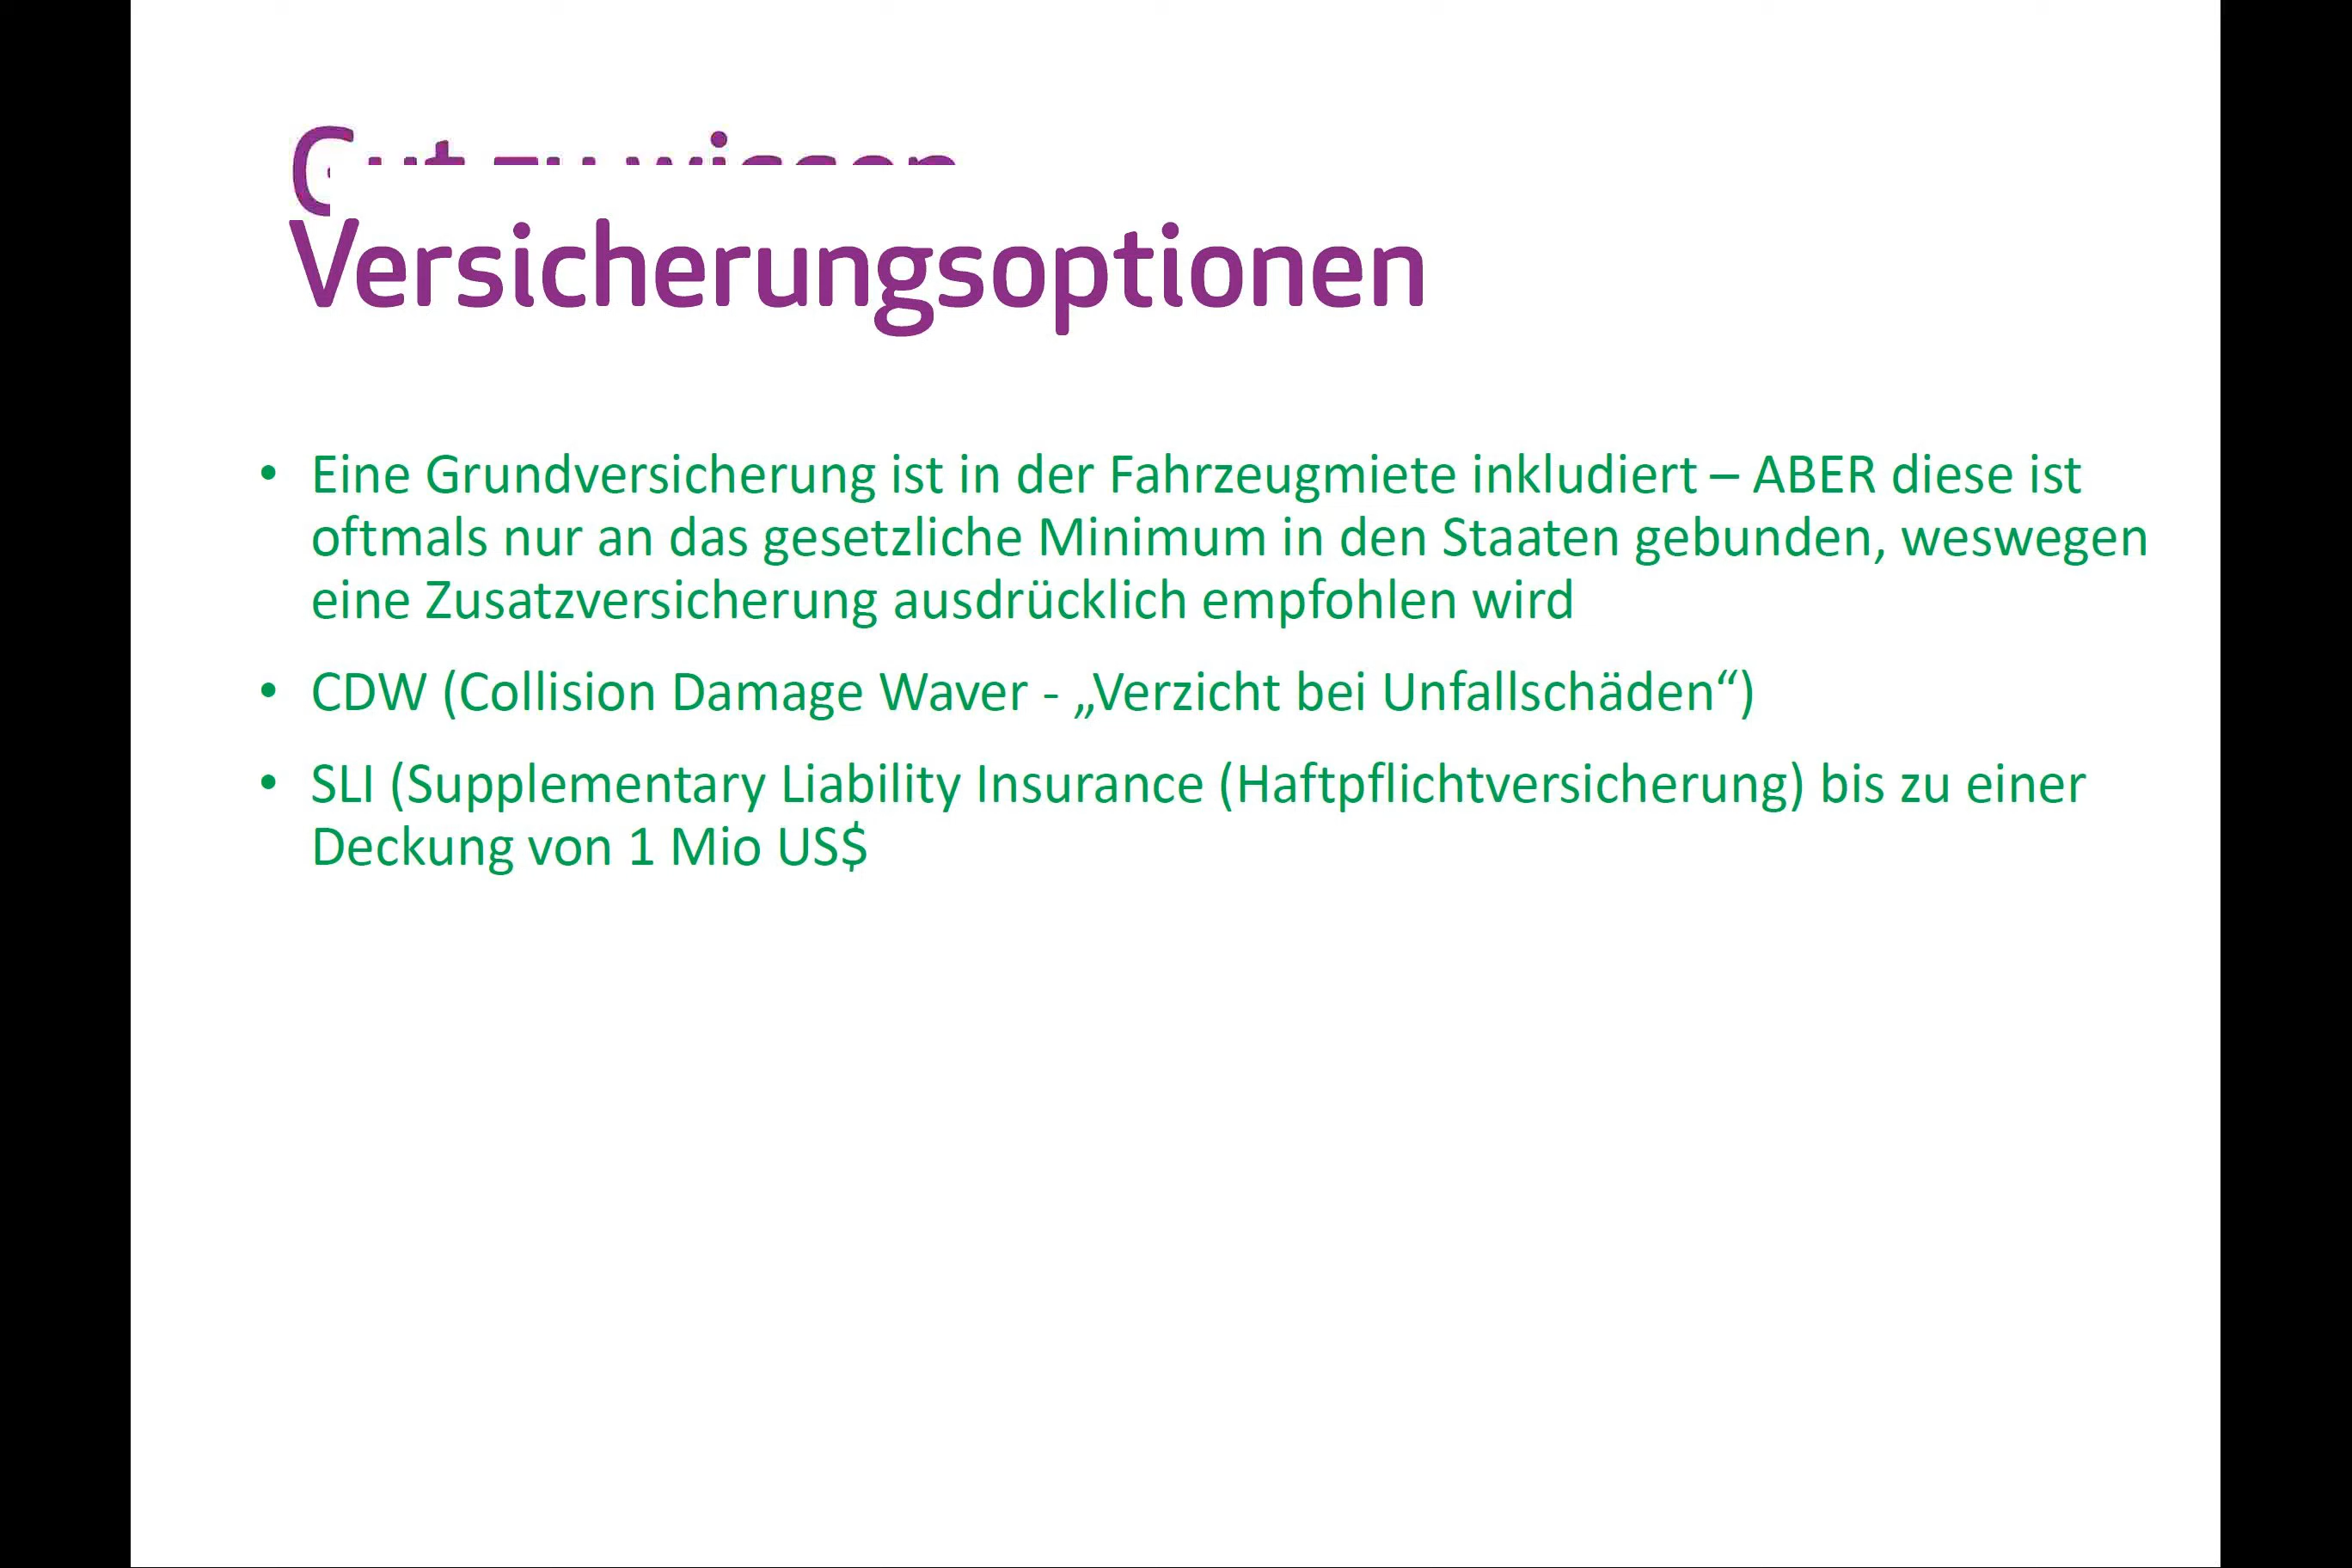 Versicherungsoptionen
• Eine Grundversicherung ist in der Fahrzeugmiete inkludiert – ABER diese ist
oftmals nur an das gesetzliche Minimum in den Staaten gebunden, weswegen
eine Zusatzversicherung ausdrücklich empfohlen wird
• CDW (Collision Damage Waver - „Verzicht bei Unfallschäden“)
• SLI (Supplementary Liability Insurance (Haftpflichtversicherung) bis zu einer
Deckung von 1 Mio US$